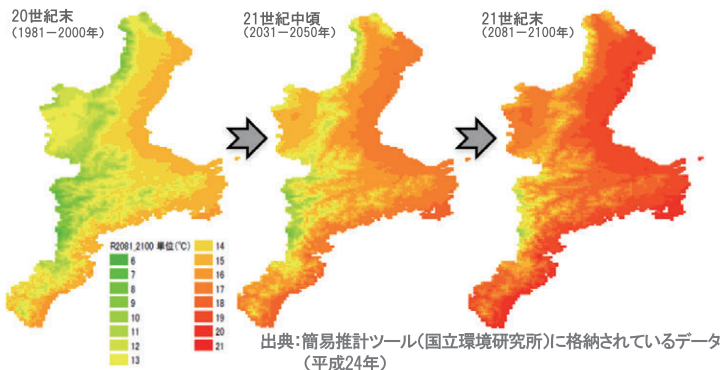 20世紀末
(1981－2000年)
21世紀中頃
(2031－2050年)
21世紀末
(2081－2100年)
R2081_2100 単位(℃)
6
7
8
9
10
11
12
13
14
15
16
17
18
19
20
21
出典：簡易推計ツール(国立環境研究所)に格納されているデータ
(平成24年)